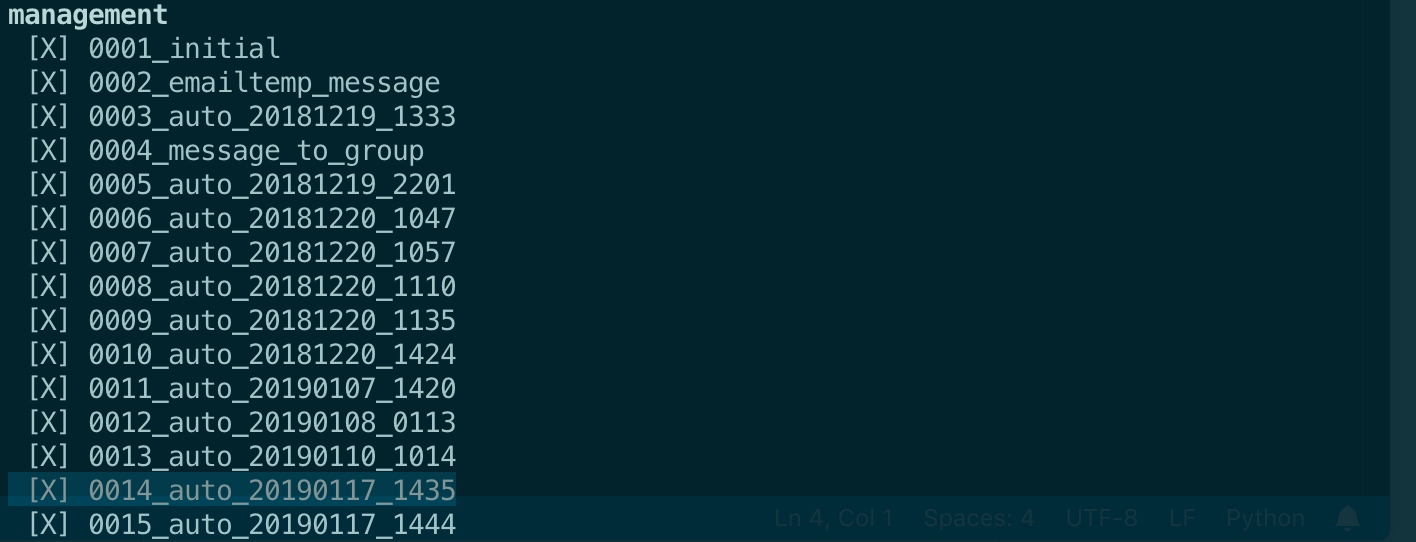 management
[X] 0001_initial
[X] 0002_emailtemp_message
[X] 0003_auto_20181219_1333
[X] 0004_message_to_group
[X] 0005_auto_20181219_2201
[X] 0006_auto_20181220_1047
[X] 0007_auto_20181220_1057
[X] 0008_auto_20181220_1110
[X] 0009_auto_20181220_1135
[X] 0010_auto_20181220_1424
[X] 0011_auto_20190107_1420
[X] 0012_auto_20190108_0113
[X] 0013_auto_20190110_1014
[X] 0014_auto_20190117_1435
[X] 0015_auto_20190117_1444
Ln 4, Col 1 Spaces: 4 UTF-8 LF Python